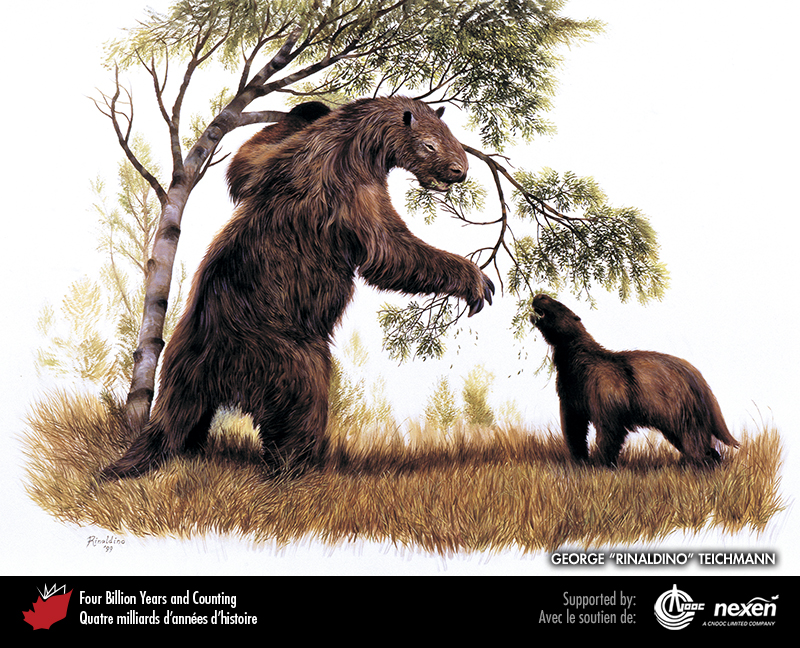 Rinaldino
'99
GEORGE "RINALDINO" TEICHMANN
Four Billion Years and Counting
Quatre milliards d'années d'histoire
Supported by:
Avec le soutien de:
CNOOC
nexen
A CNOOC LIMITED COMPANY